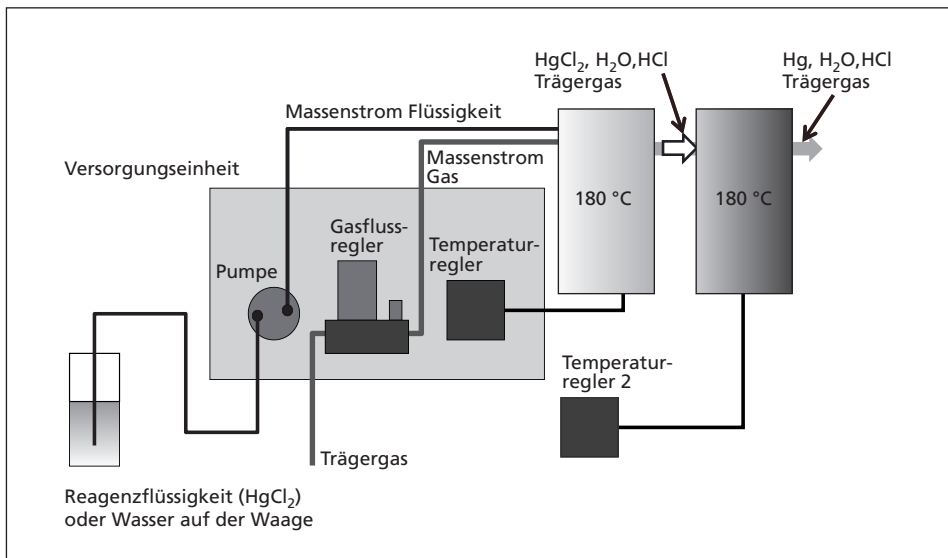 HgCl₂, H₂O,HCl
Trägergas
Hg, H₂O,HCl
Trägergas
Massenstrom Flüssigkeit
Massenstrom
Gas
Versorgungseinheit
180 °C
180 °C
Gasfluss-
regler
Temperatur-
regler
Pumpe
Temperatur-
regler 2
Trägergas
Reagenzflüssigkeit (HgCl₂)
oder Wasser auf der Waage